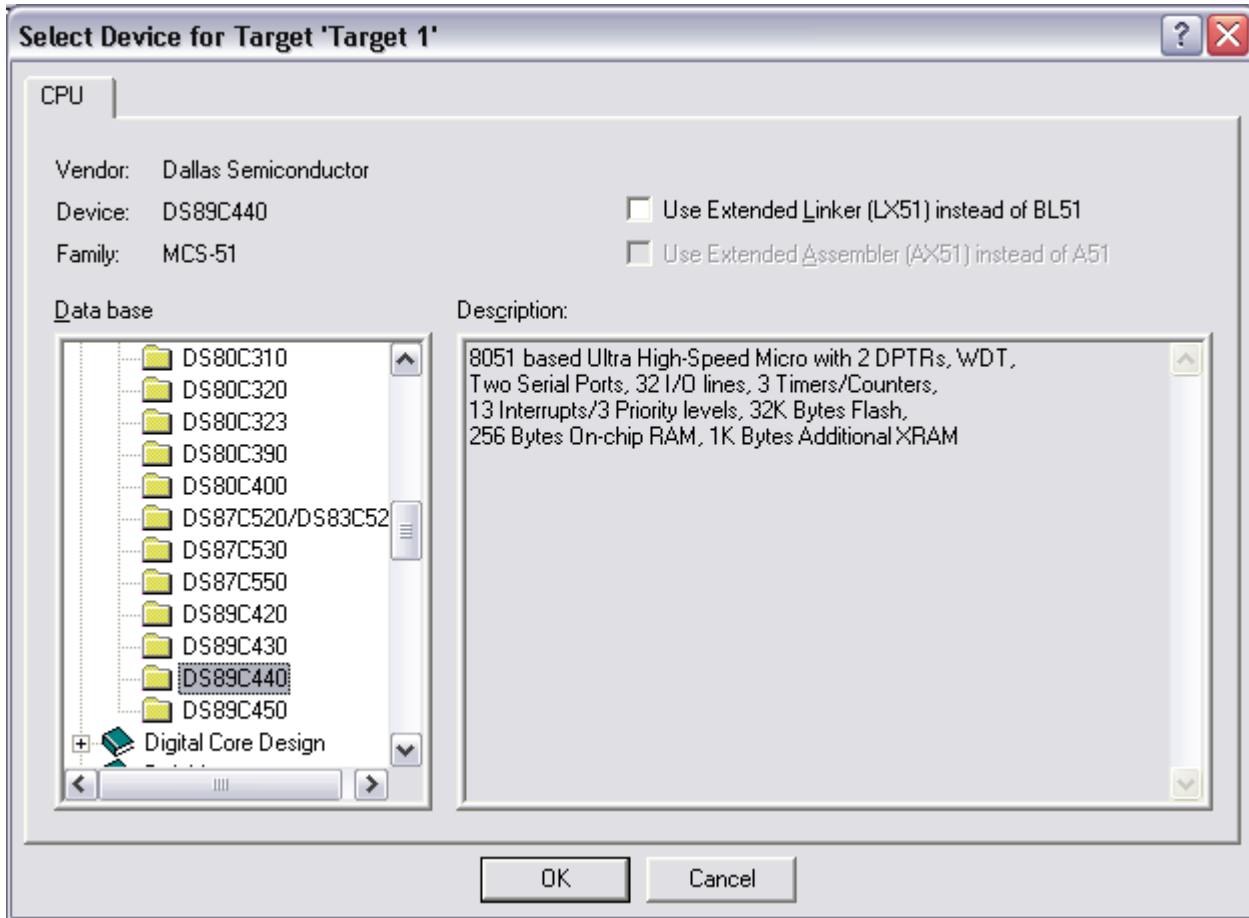 Select Device for Target 'Target 1'
CPU
Vendor: Dallas Semiconductor
Device: DS89C440
Family: MCS-51
Use Extended Linker (LX51) instead of BL51
Use Extended Assembler (AX51) instead of A51
Data base
DS80C310
DS80C320
DS80C323
DS80C390
DS80C400
DS87C520/DS83C52
DS87C530
DS87C550
DS89C420
DS89C430
DS89C440
DS89C450
Digital Core Design
Description:
8051 based Ultra High-Speed Micro with 2 DPTRs, WDT,
Two Serial Ports, 32 I/O lines, 3 Timers/Counters,
13 Interrupts/3 Priority levels, 32K Bytes Flash,
256 Bytes On-chip RAM, 1K Bytes Additional XRAM
OK
Cancel